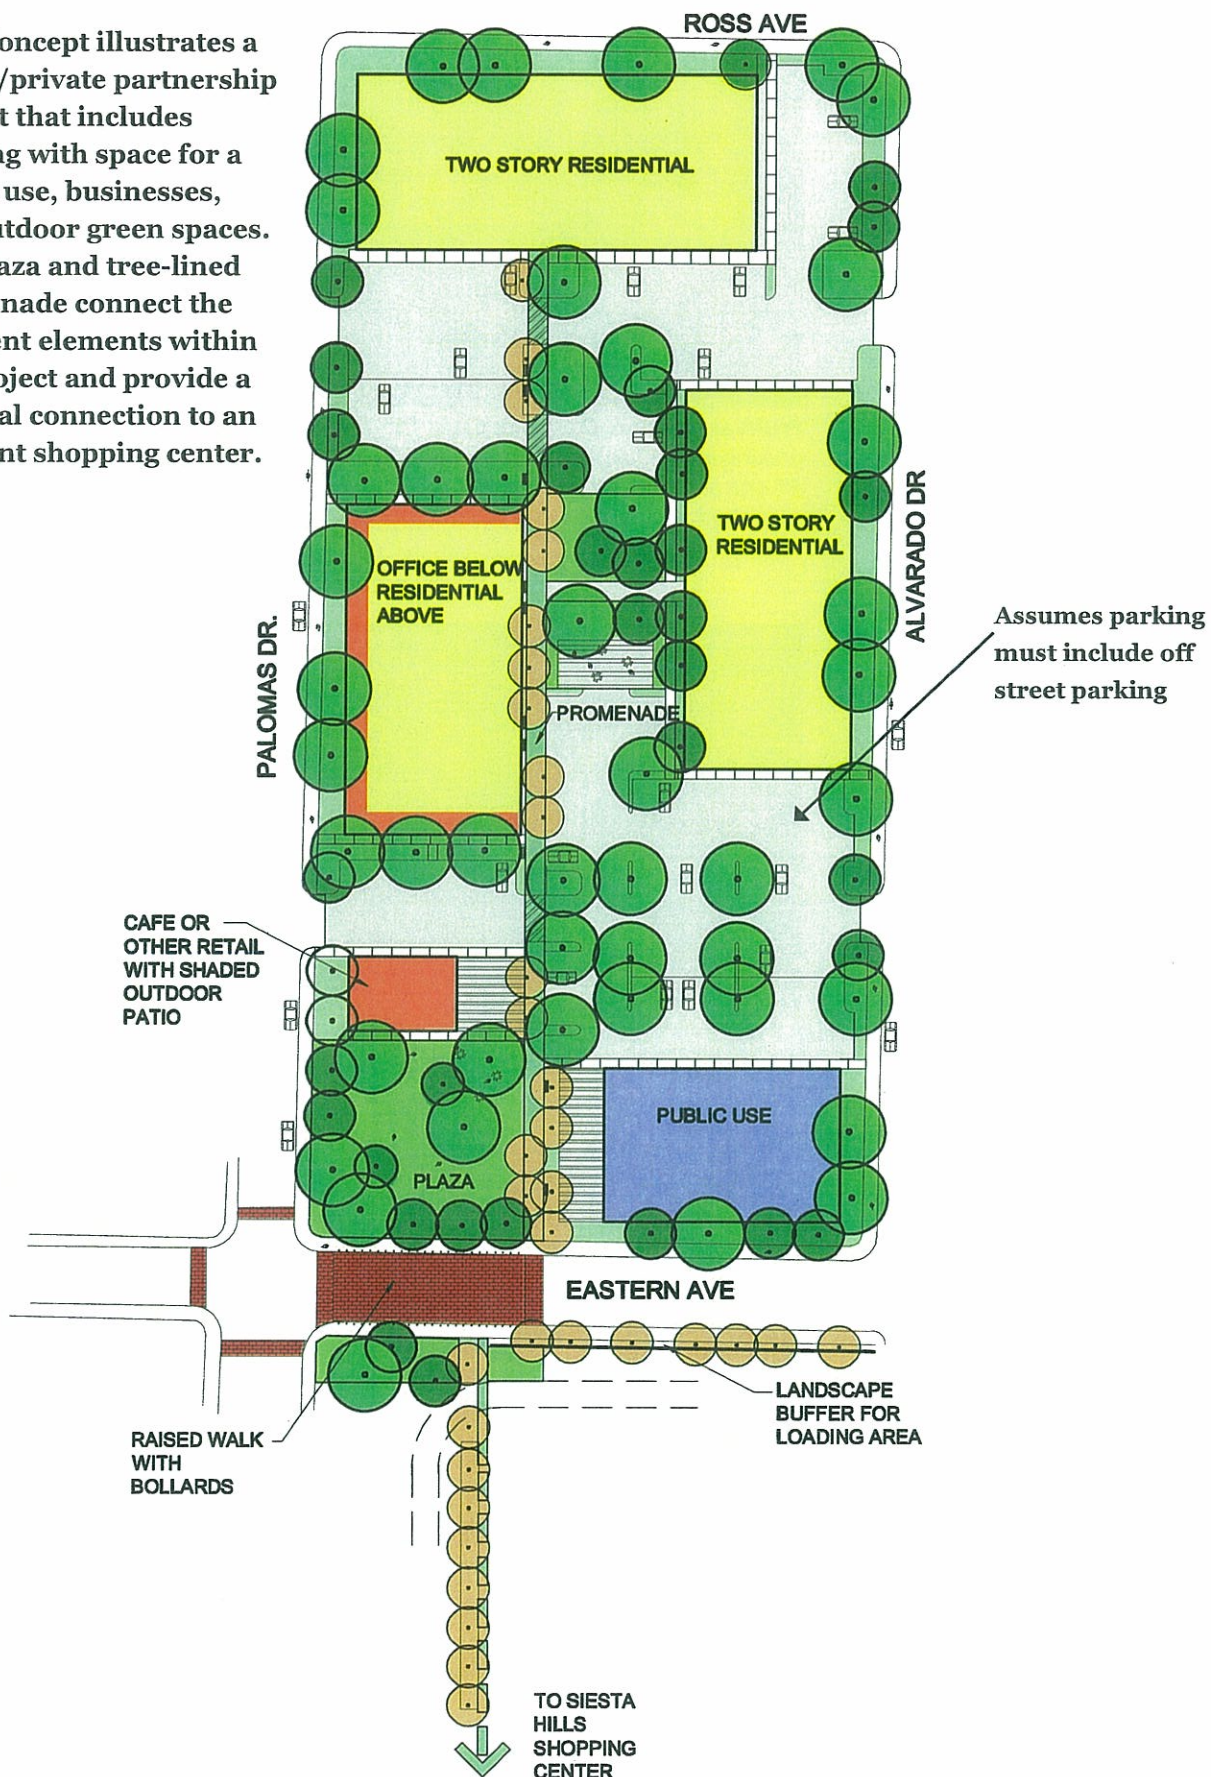 ROSS AVE
oncept illustrates a
/private partnership
t that includes
ng with space for a
use, businesses,
tdoor green spaces.
aza and tree-lined
nade connect the
ent elements within
oject and provide a
al connection to an
nt shopping center.
TWO STORY RESIDENTIAL
TWO STORY
RESIDENTIAL
OFFICE BELOW
RESIDENTIAL
ABOVE
PALOMAS DR.
ALVARADO DR
Assumes parking
must include off
street parking
PROMENADE
CAFE OR
OTHER RETAIL
WITH SHADED
OUTDOOR
PATIO
PUBLIC USE
PLAZA
EASTERN AVE
LANDSCAPE
BUFFER FOR
LOADING AREA
RAISED WALK
WITH
BOLLARDS
TO SIESTA
HILLS
SHOPPING
CENTER